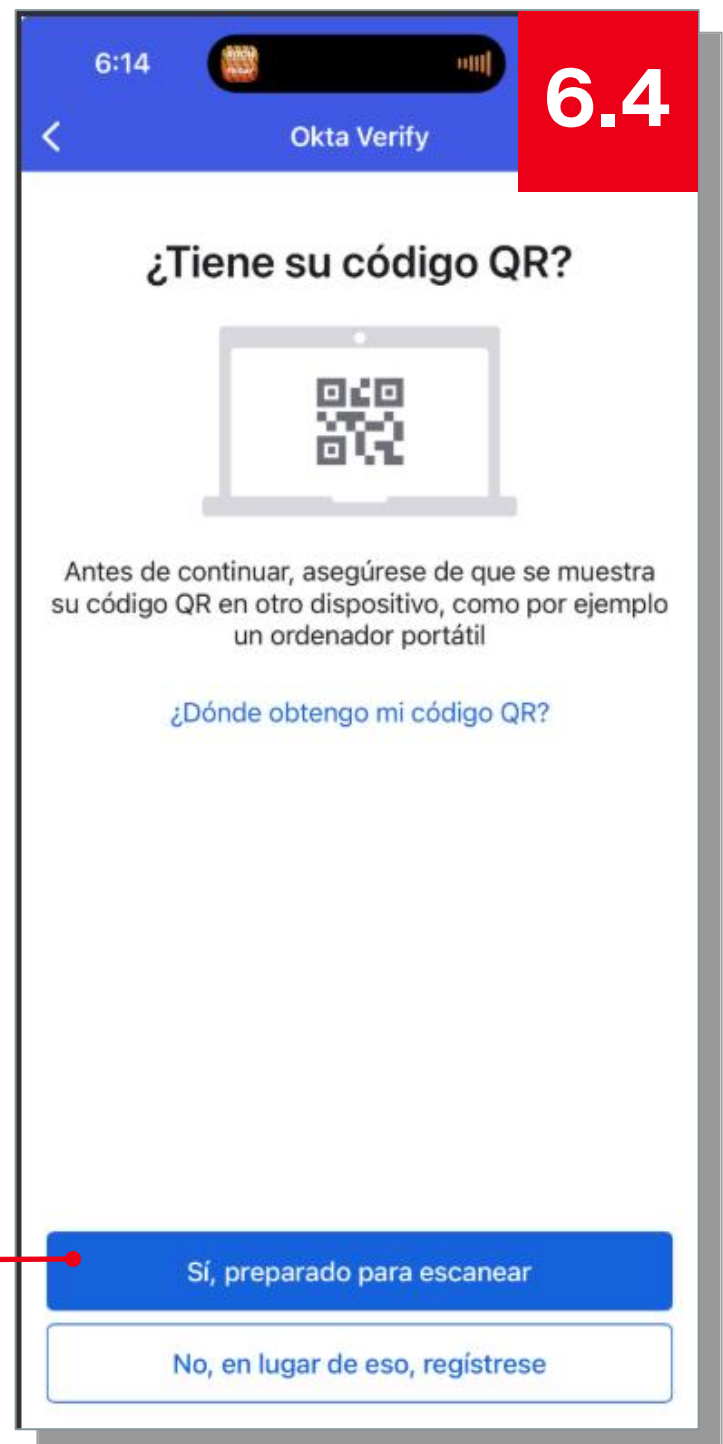 6:14
6.4
Okta Verify
¿Tiene su código QR?
Antes de continuar, asegúrese de que se muestra
su código QR en otro dispositivo, como por ejemplo
un ordenador portátil
¿Dónde obtengo mi código QR?
Sí, preparado para escanear
No, en lugar de eso, regístrese